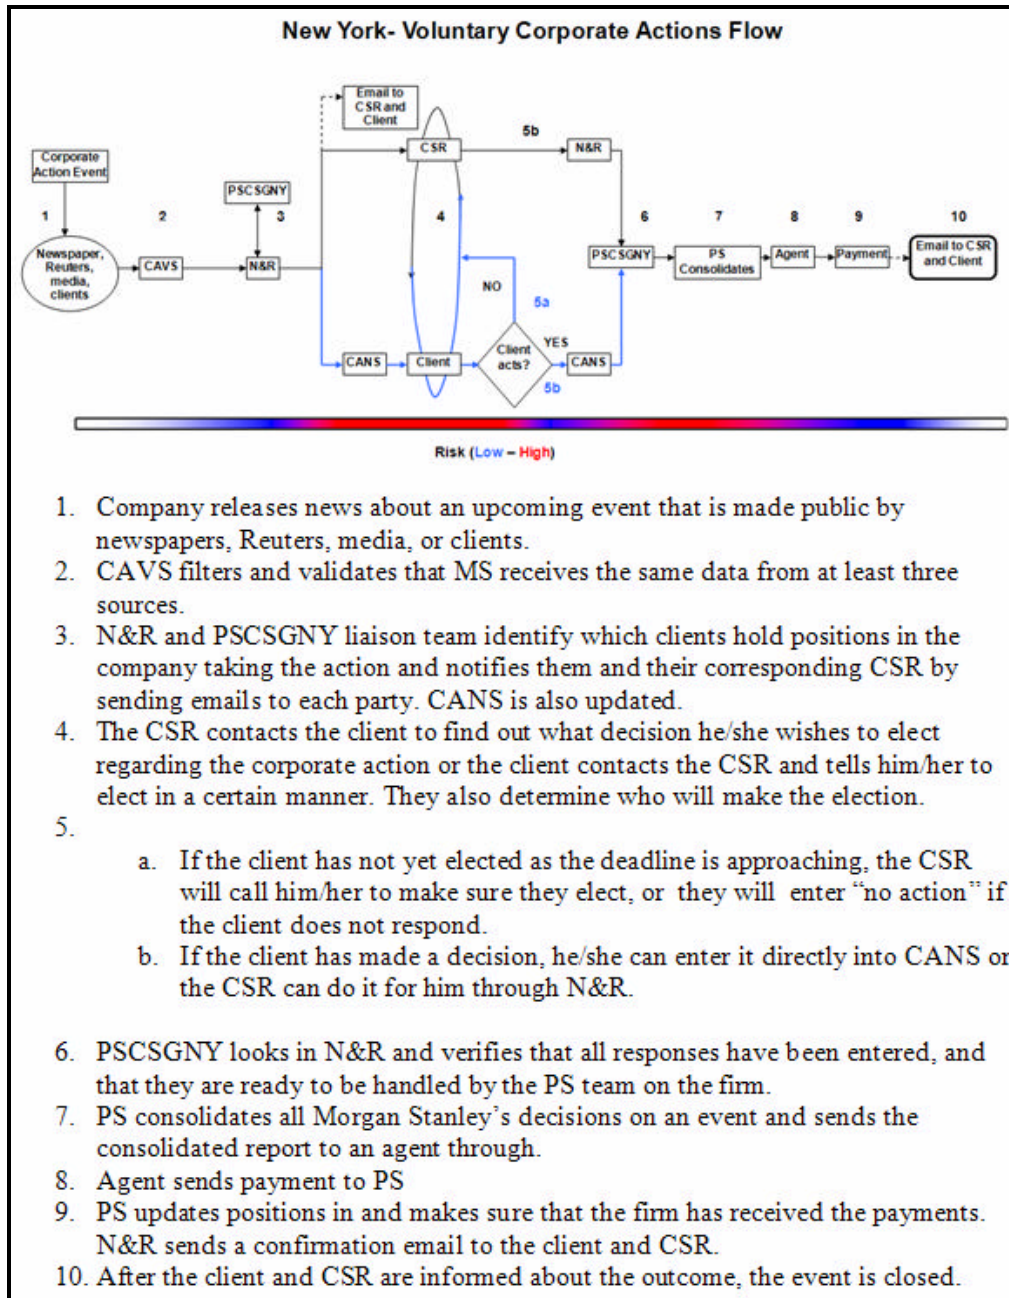 New York- Voluntary Corporate Actions Flow
Email to
CSR and
Client
5b
CSR
N&R
Corporate
Action Event
PSCSGNY
1
2
3
4
6
7
8
9
10
Newspaper,
Reuters,
media,
clients
CAVS
N&R
PSCSGNY
PS
Consolidates
Agent
Payment
Email to CSR
and Client
NO
5a
CANS
Client
Client
acts?
YES
CANS
5b
Risk (Low – High)
1. Company releases news about an upcoming event that is made public by
newspapers, Reuters, media, or clients.
2. CAVS filters and validates that MS receives the same data from at least three
sources.
3. N&R and PSCSGNY liaison team identify which clients hold positions in the
company taking the action and notifies them and their corresponding CSR by
sending emails to each party. CANS is also updated.
4. The CSR contacts the client to find out what decision he/she wishes to elect
regarding the corporate action or the client contacts the CSR and tells him/her to
elect in a certain manner. They also determine who will make the election.
5.
a. If the client has not yet elected as the deadline is approaching, the CSR
will call him/her to make sure they elect, or they will enter “no action” if
the client does not respond.
b. If the client has made a decision, he/she can enter it directly into CANS or
the CSR can do it for him through N&R.
6. PSCSGNY looks in N&R and verifies that all responses have been entered, and
that they are ready to be handled by the PS team on the firm.
7. PS consolidates all Morgan Stanley’s decisions on an event and sends the
consolidated report to an agent through.
8. Agent sends payment to PS
9. PS updates positions in and makes sure that the firm has received the payments.
N&R sends a confirmation email to the client and CSR.
10. After the client and CSR are informed about the outcome, the event is closed.